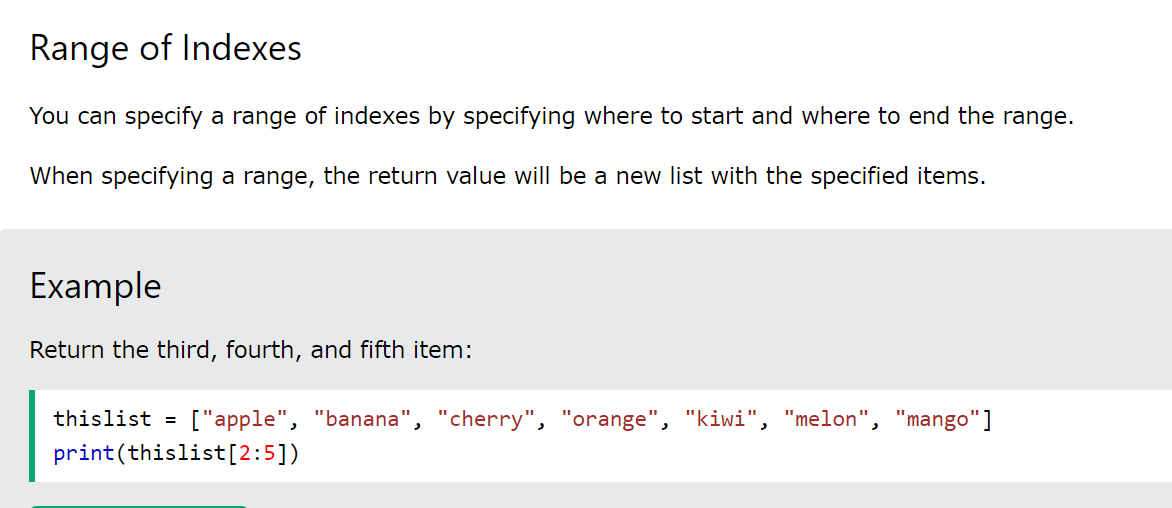 Range of Indexes
You can specify a range of indexes by specifying where to start and where to end the range.
When specifying a range, the return value will be a new list with the specified items.
Example
Return the third, fourth, and fifth item:
thislist = ["apple", "banana", "cherry", "orange", "kiwi", "melon", "mango"]
print(thislist[2:5])